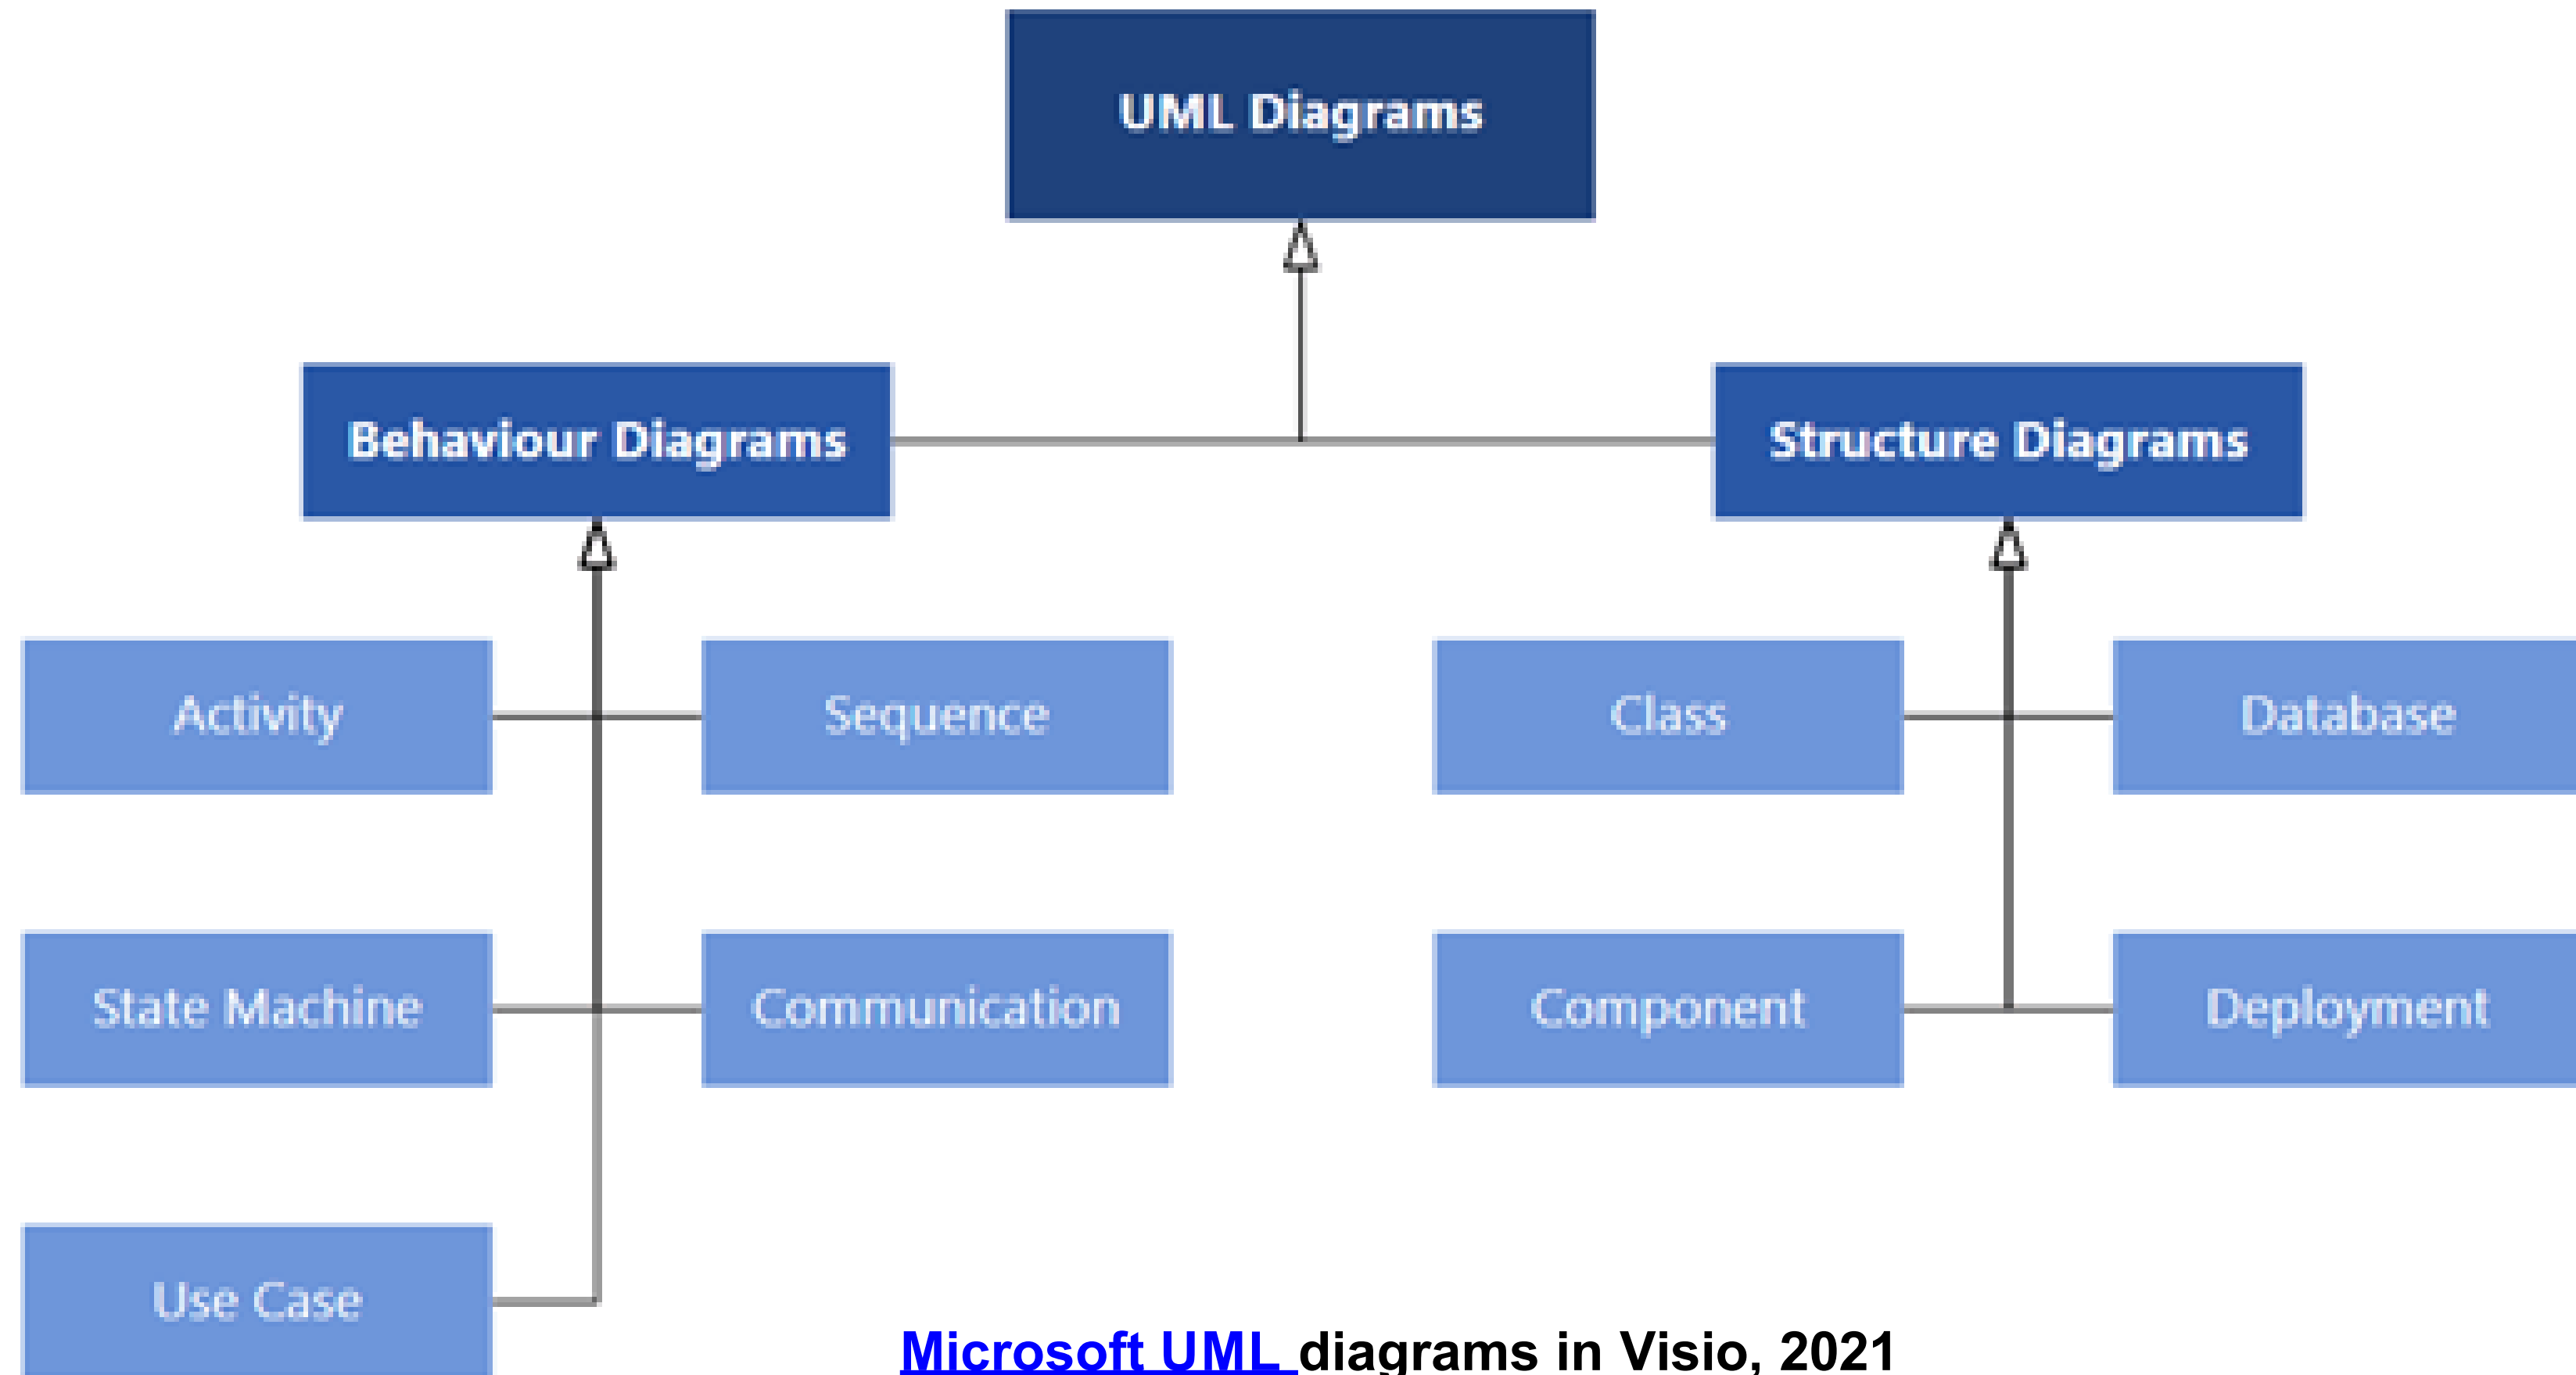 UML Diagrams
Behaviour Diagrams
Structure Diagrams
Activity
Sequence
Class
Database
State Machine
Communication
Component
Deployment
Use Case
Microsoft UML diagrams in Visio, 2021